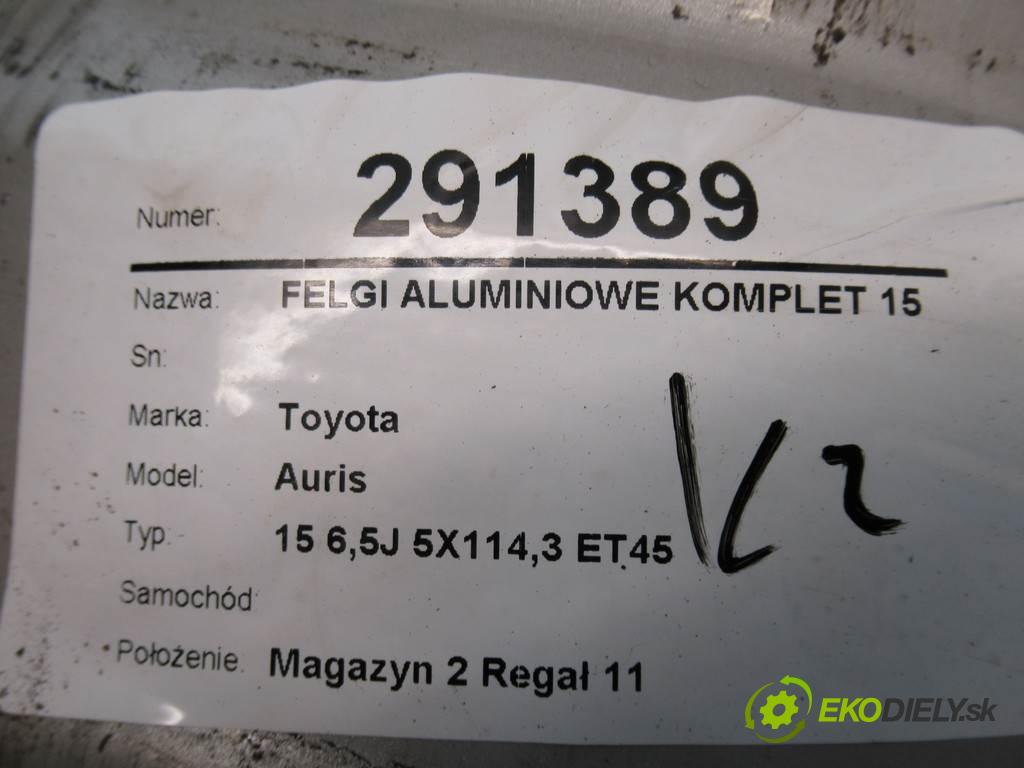 Numer: 291389
Nazwa: FELGI ALUMINIOWE KOMPLET 15
Sn:
Marka: Toyota
Model: Auris
Typ: 15 6,5J 5X114,3 ET45
Samochód
Położenie. Magazyn 2 Regał 11
EKODIELY.sk